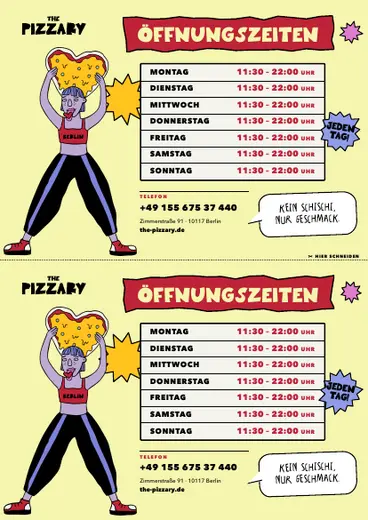 THE
PIZZARY
ÖFFNUNGSZEITEN
MONTAG 11:30 - 22:00 UHR
DIENSTAG 11:30 - 22:00 UHR
MITTWOCH 11:30 - 22:00 UHR
DONNERSTAG 11:30 - 22:00 UHR
FREITAG 11:30 - 22:00 UHR
SAMSTAG 11:30 - 22:00 UHR
SONNTAG 11:30 - 22:00 UHR
JEDEN
TAG!
BERLIN
TELEFON
+49 155 675 37 440
Zimmerstraße 91 · 10117 Berlin
the-pizzary.de
KEIN SCHISCHI,
NUR GESCHMACK.
✂ HIER SCHNEIDEN
THE
PIZZARY
ÖFFNUNGSZEITEN
MONTAG 11:30 - 22:00 UHR
DIENSTAG 11:30 - 22:00 UHR
MITTWOCH 11:30 - 22:00 UHR
DONNERSTAG 11:30 - 22:00 UHR
FREITAG 11:30 - 22:00 UHR
SAMSTAG 11:30 - 22:00 UHR
SONNTAG 11:30 - 22:00 UHR
JEDEN
TAG!
BERLIN
TELEFON
+49 155 675 37 440
Zimmerstraße 91 · 10117 Berlin
the-pizzary.de
KEIN SCHISCHI,
NUR GESCHMACK.